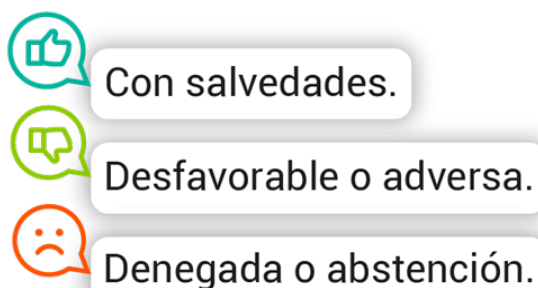 Con salvedades.
Desfavorable o adversa.
Denegada o abstención.